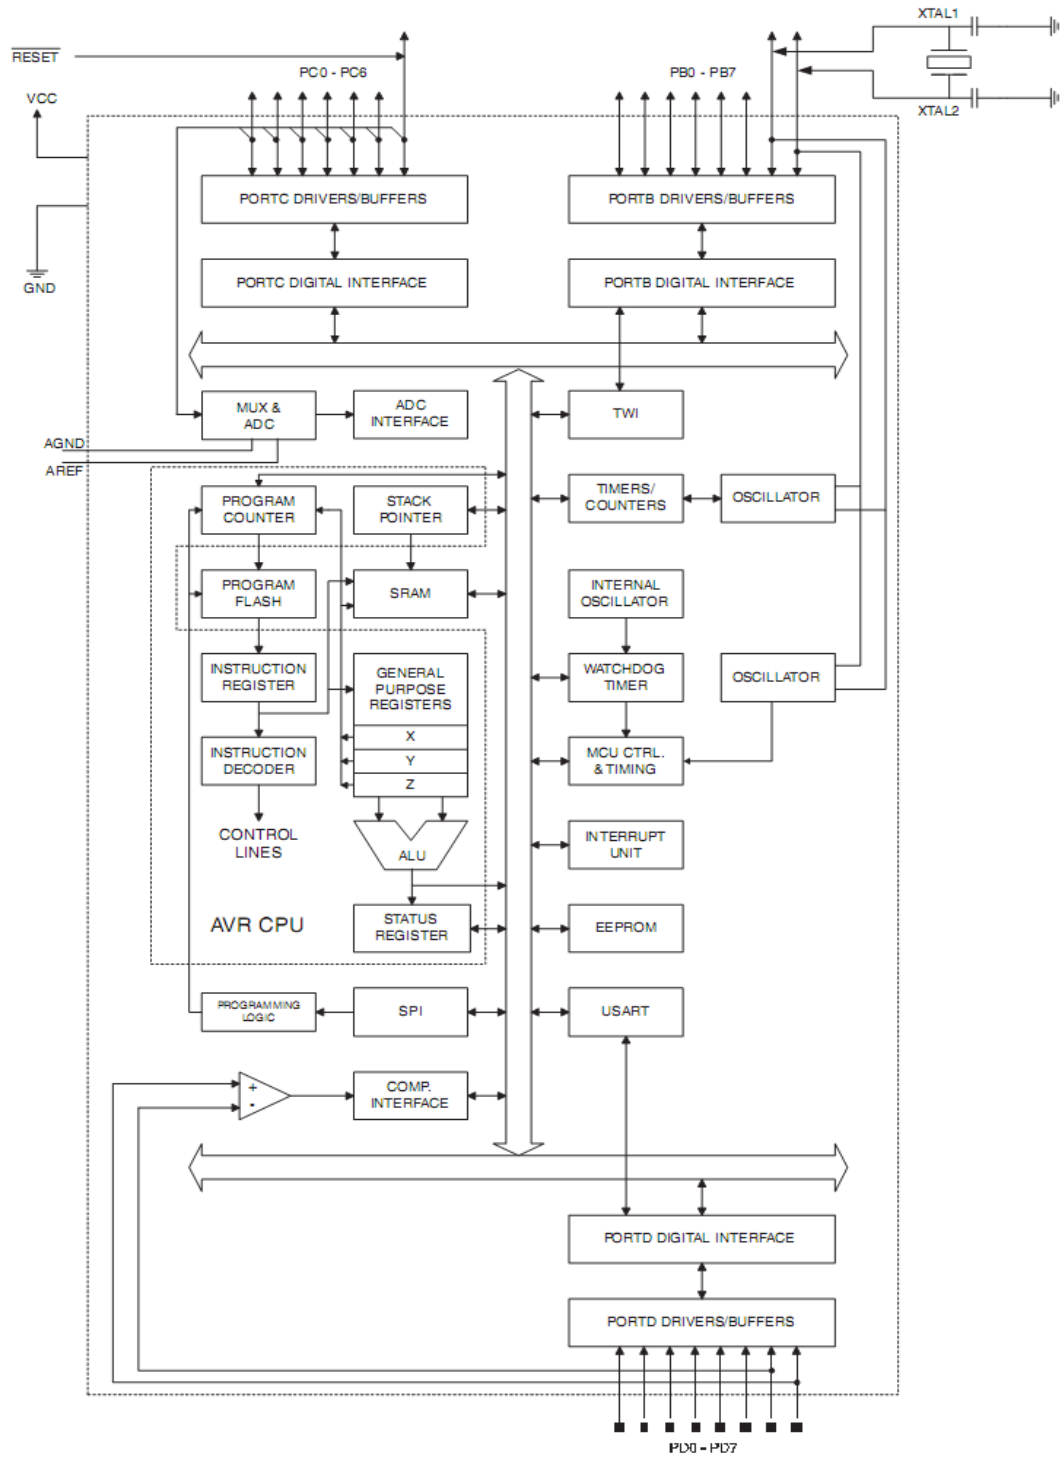 XTAL1
RESET
PC0 - PC6
PB0 - PB7
VCC
XTAL2
PORTC DRIVERS/BUFFERS
PORTB DRIVERS/BUFFERS
PORTC DIGITAL INTERFACE
PORTB DIGITAL INTERFACE
GND
MUX &
ADC
ADC
INTERFACE
TWI
AGND
AREF
PROGRAM
COUNTER
STACK
POINTER
TIMERS/
COUNTERS
OSCILLATOR
PROGRAM
FLASH
SRAM
INTERNAL
OSCILLATOR
INSTRUCTION
REGISTER
GENERAL
PURPOSE
REGISTERS
WATCHDOG
TIMER
OSCILLATOR
X
Y
Z
INSTRUCTION
DECODER
MCU CTRL.
& TIMING
CONTROL
LINES
ALU
INTERRUPT
UNIT
AVR CPU
STATUS
REGISTER
EEPROM
PROGRAMMING
LOGIC
SPI
USART
+
-
COMP.
INTERFACE
PORTD DIGITAL INTERFACE
PORTD DRIVERS/BUFFERS
PD0 - PD7